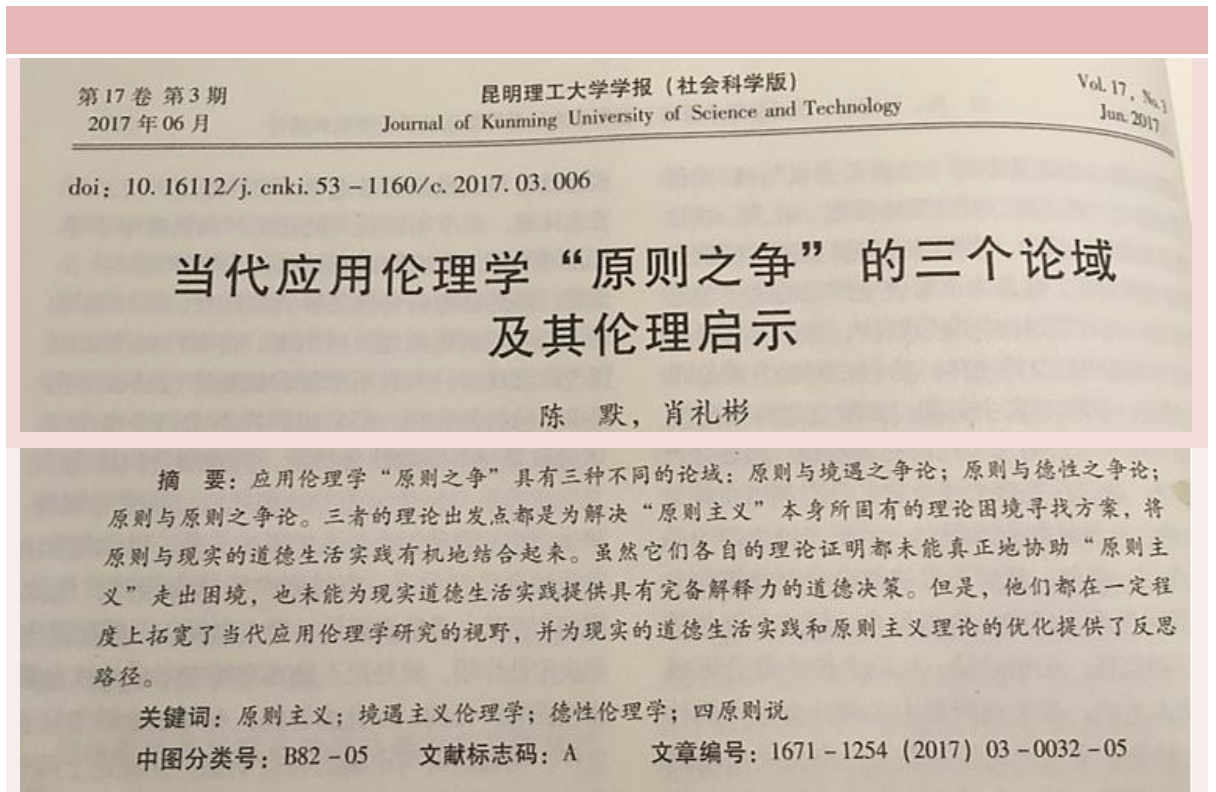 第17卷 第3期
2017年06月
昆明理工大学学报（社会科学版）
Journal of Kunming University of Science and Technology
Vol. 17, No.3
Jun. 2017
doi: 10. 16112/j. cnki. 53-1160/c. 2017. 03. 006
当代应用伦理学“原则之争”的三个论域
及其伦理启示
陈 默，肖礼彬
摘 要：应用伦理学“原则之争”具有三种不同的论域：原则与境遇之争论；原则与德性之争论；
原则与原则之争论。三者的理论出发点都是为解决“原则主义”本身所固有的理论困境寻找方案，将
原则与现实的道德生活实践有机地结合起来。虽然它们各自的理论证明都未能真正地协助“原则主
义”走出困境，也未能为现实道德生活实践提供具有完备解释力的道德决策。但是，他们都在一定程
度上拓宽了当代应用伦理学研究的视野，并为现实的道德生活实践和原则主义理论的优化提供了反思
路径。
关键词：原则主义；境遇主义伦理学；德性伦理学；四原则说
中图分类号：B82-05 文献标志码：A 文章编号：1671-1254（2017）03-0032-05